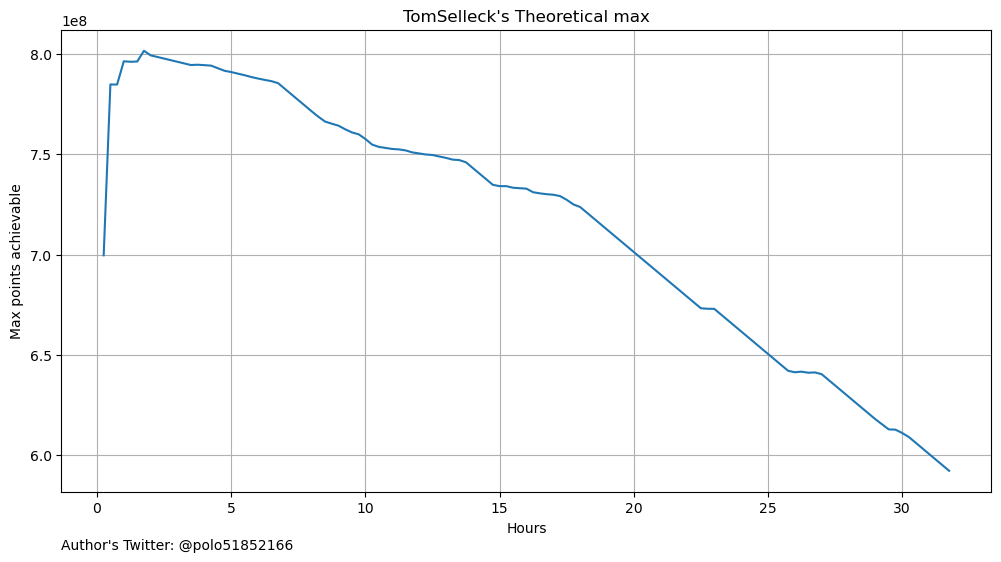 TomSelleck's Theoretical max
1e8
8.0
7.5
7.0
6.5
6.0
Max points achievable
0 5 10 15 20 25 30
Hours
Author's Twitter: @polo51852166